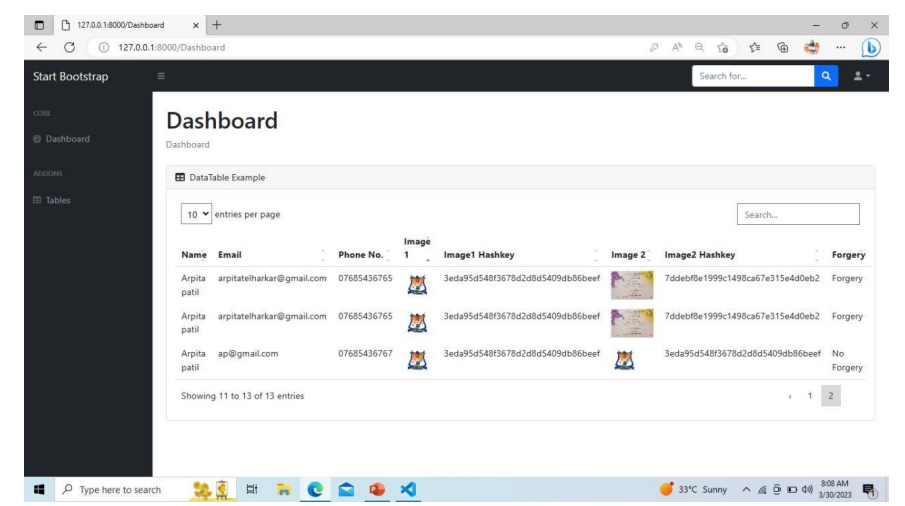 127.0.0.1:8000/Dashboard
127.0.0.1:8000/Dashboard
Start Bootstrap
Search for...
CORE
Dashboard
ADDONS
Tables
Dashboard
Dashboard
DataTable Example
10 entries per page
Search...
Name Email Phone No. Image 1 Image1 Hashkey Image 2 Image2 Hashkey Forgery
Arpita patil arpitatelharkar@gmail.com 07685436765 3eda95d548f3678d2d8d5409db86beef 7ddebf8e1999c1498ca67e315e4d0eb2 Forgery
Arpita patil arpitatelharkar@gmail.com 07685436765 3eda95d548f3678d2d8d5409db86beef 7ddebf8e1999c1498ca67e315e4d0eb2 Forgery
Arpita patil ap@gmail.com 07685436767 3eda95d548f3678d2d8d5409db86beef 3eda95d548f3678d2d8d5409db86beef No Forgery
Showing 11 to 13 of 13 entries
‹ 1 2
Type here to search
33°C Sunny
8:08 AM
3/30/2023